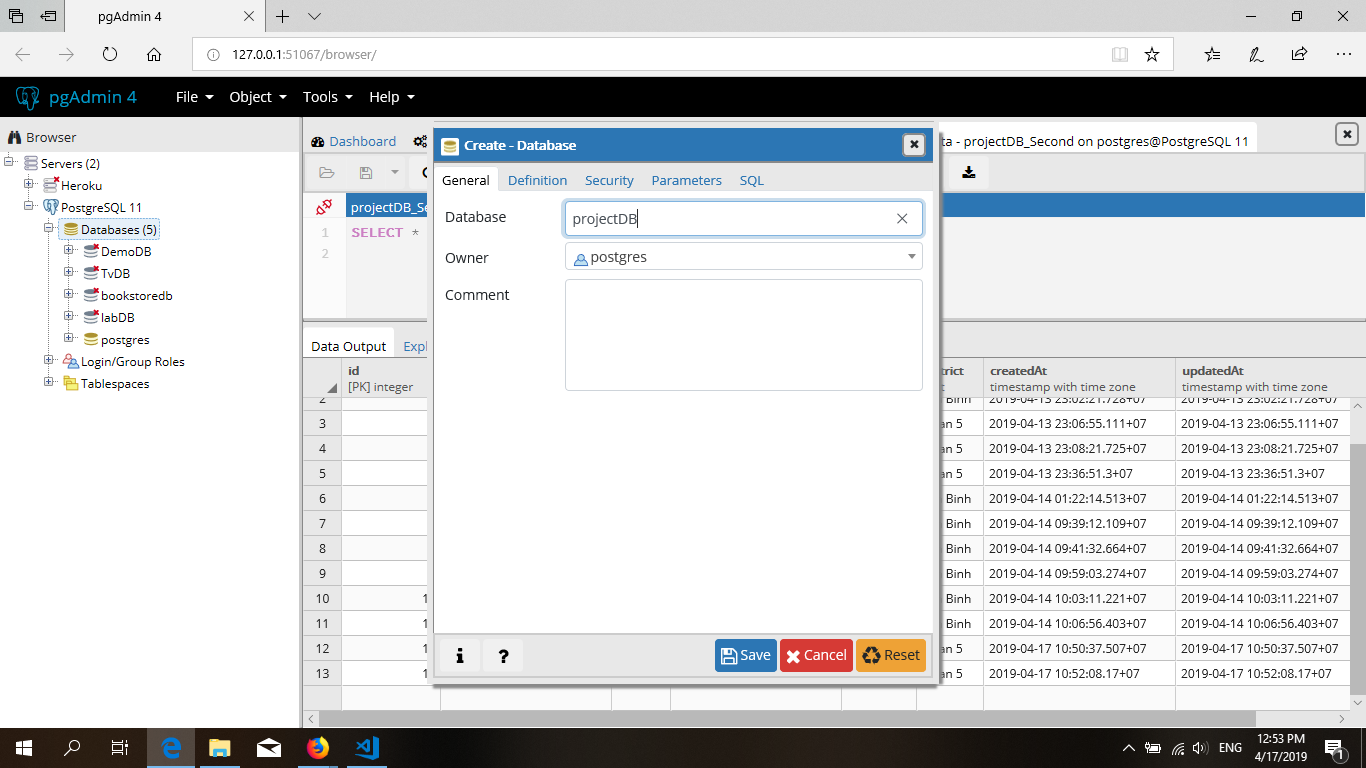 pgAdmin 4
127.0.0.1:51067/browser/
pgAdmin 4 File Object Tools Help
Browser
Servers (2)
Heroku
PostgreSQL 11
Databases (5)
DemoDB
TvDB
bookstoredb
labDB
postgres
Login/Group Roles
Tablespaces
Dashboard
ta - projectDB_Second on postgres@PostgreSQL 11
projectDB_Se
1 SELECT *
2
Create - Database
General Definition Security Parameters SQL
Database projectDB
Owner postgres
Comment
i ? Save Cancel Reset
Data Output Expl
id trict createdAt updatedAt
[PK] integer t timestamp with time zone timestamp with time zone
2 Binh 2019-04-13 23:02:21.728+07 2019-04-13 23:02:21.728+07
3 an 5 2019-04-13 23:06:55.111+07 2019-04-13 23:06:55.111+07
4 an 5 2019-04-13 23:08:21.725+07 2019-04-13 23:08:21.725+07
5 an 5 2019-04-13 23:36:51.3+07 2019-04-13 23:36:51.3+07
6 Binh 2019-04-14 01:22:14.513+07 2019-04-14 01:22:14.513+07
7 Binh 2019-04-14 09:39:12.109+07 2019-04-14 09:39:12.109+07
8 Binh 2019-04-14 09:41:32.664+07 2019-04-14 09:41:32.664+07
9 Binh 2019-04-14 09:59:03.274+07 2019-04-14 09:59:03.274+07
10 1 Binh 2019-04-14 10:03:11.221+07 2019-04-14 10:03:11.221+07
11 1 Binh 2019-04-14 10:06:56.403+07 2019-04-14 10:06:56.403+07
12 1 an 5 2019-04-17 10:50:37.507+07 2019-04-17 10:50:37.507+07
13 1 an 5 2019-04-17 10:52:08.17+07 2019-04-17 10:52:08.17+07
ENG 12:53 PM
4/17/2019 1